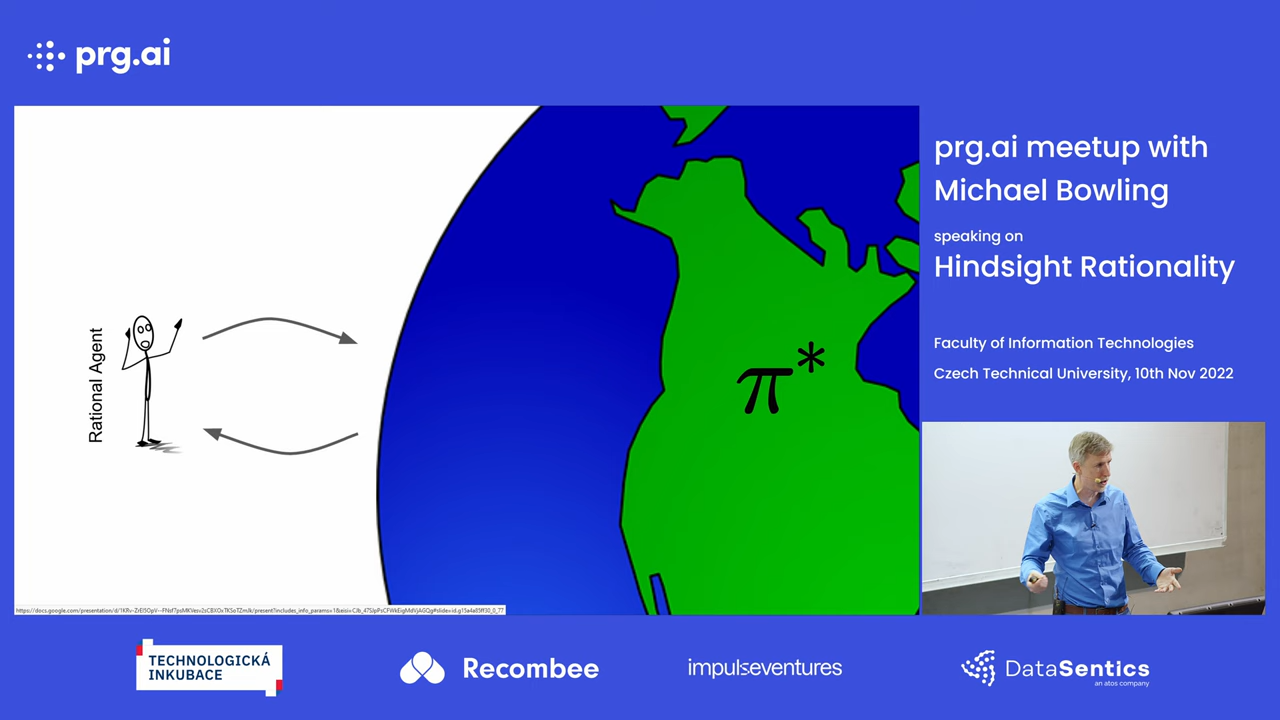 prg.ai
prg.ai meetup with
Michael Bowling
speaking on
Hindsight Rationality
Faculty of Information Technologies
Czech Technical University, 10th Nov 2022
Rational Agent
π*
TECHNOLOGICKÁ
INKUBACE
Recombee
impulseventures
DataSentics
an atos company